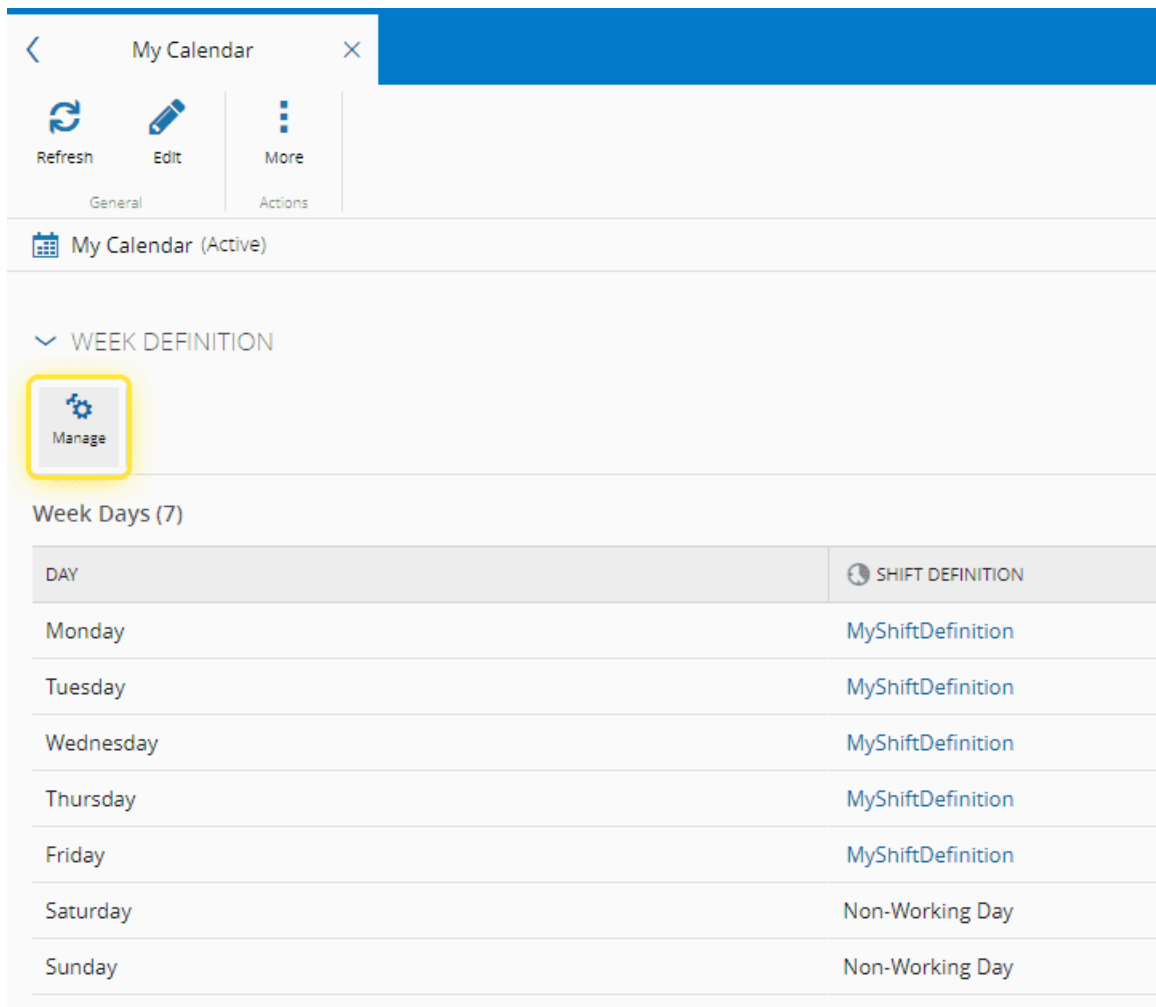 My Calendar
Refresh Edit More
General Actions
My Calendar (Active)
WEEK DEFINITION
Manage
Week Days (7)
DAY SHIFT DEFINITION
Monday MyShiftDefinition
Tuesday MyShiftDefinition
Wednesday MyShiftDefinition
Thursday MyShiftDefinition
Friday MyShiftDefinition
Saturday Non-Working Day
Sunday Non-Working Day